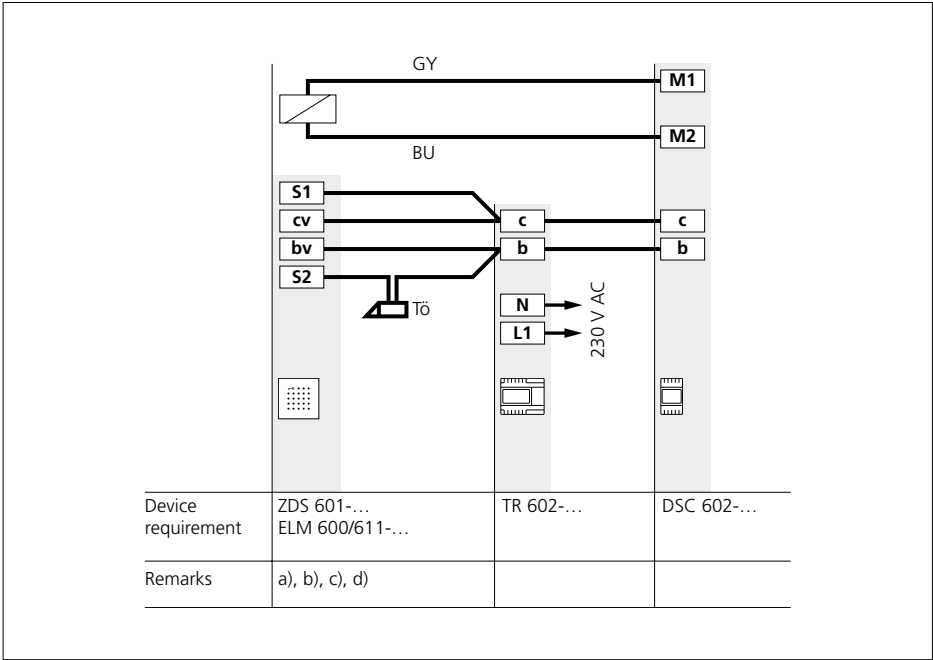 GY
M1
M2
BU
S1
cv
bv
S2
c
b
c
b
Tö
N
L1
230 V AC
Device requirement
ZDS 601-…
ELM 600/611-…
TR 602-…
DSC 602-…
Remarks
a), b), c), d)